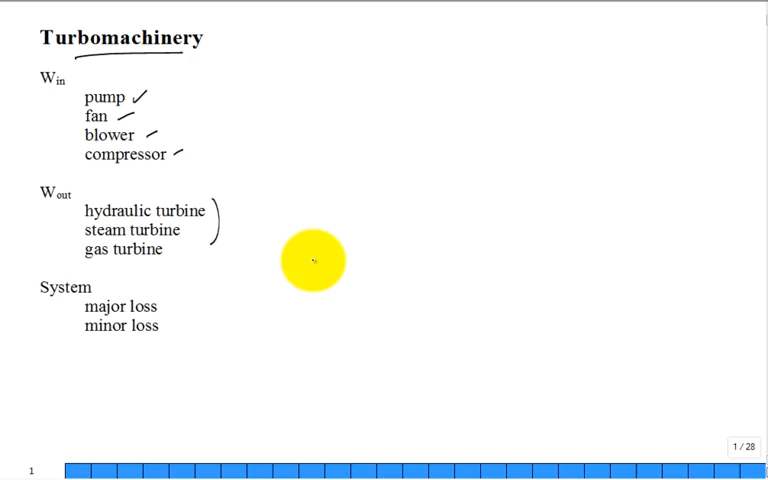 Turbomachinery
Win
pump
fan
blower
compressor
Wout
hydraulic turbine
steam turbine
gas turbine
System
major loss
minor loss
1 / 28
1